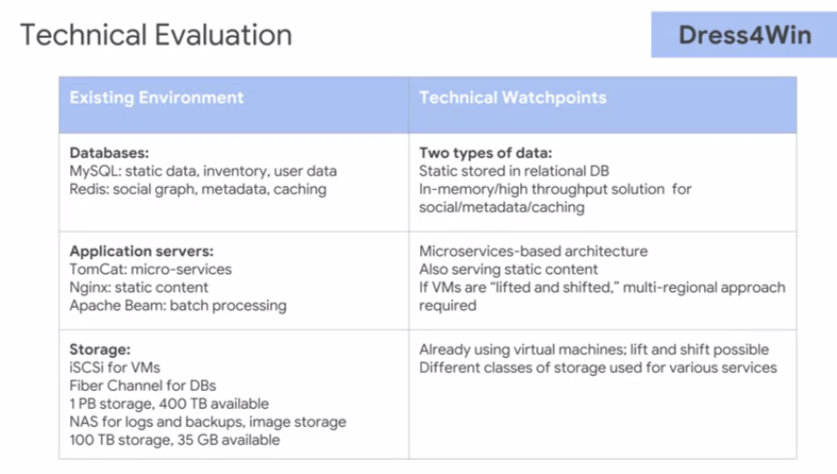 Technical Evaluation
Dress4Win
Existing Environment
Technical Watchpoints
Databases:
MySQL: static data, inventory, user data
Redis: social graph, metadata, caching
Two types of data:
Static stored in relational DB
In-memory/high throughput solution for
social/metadata/caching
Application servers:
TomCat: micro-services
Nginx: static content
Apache Beam: batch processing
Microservices-based architecture
Also serving static content
If VMs are “lifted and shifted,” multi-regional approach
required
Storage:
iSCSi for VMs
Fiber Channel for DBs
1 PB storage, 400 TB available
NAS for logs and backups, image storage
100 TB storage, 35 GB available
Already using virtual machines; lift and shift possible
Different classes of storage used for various services